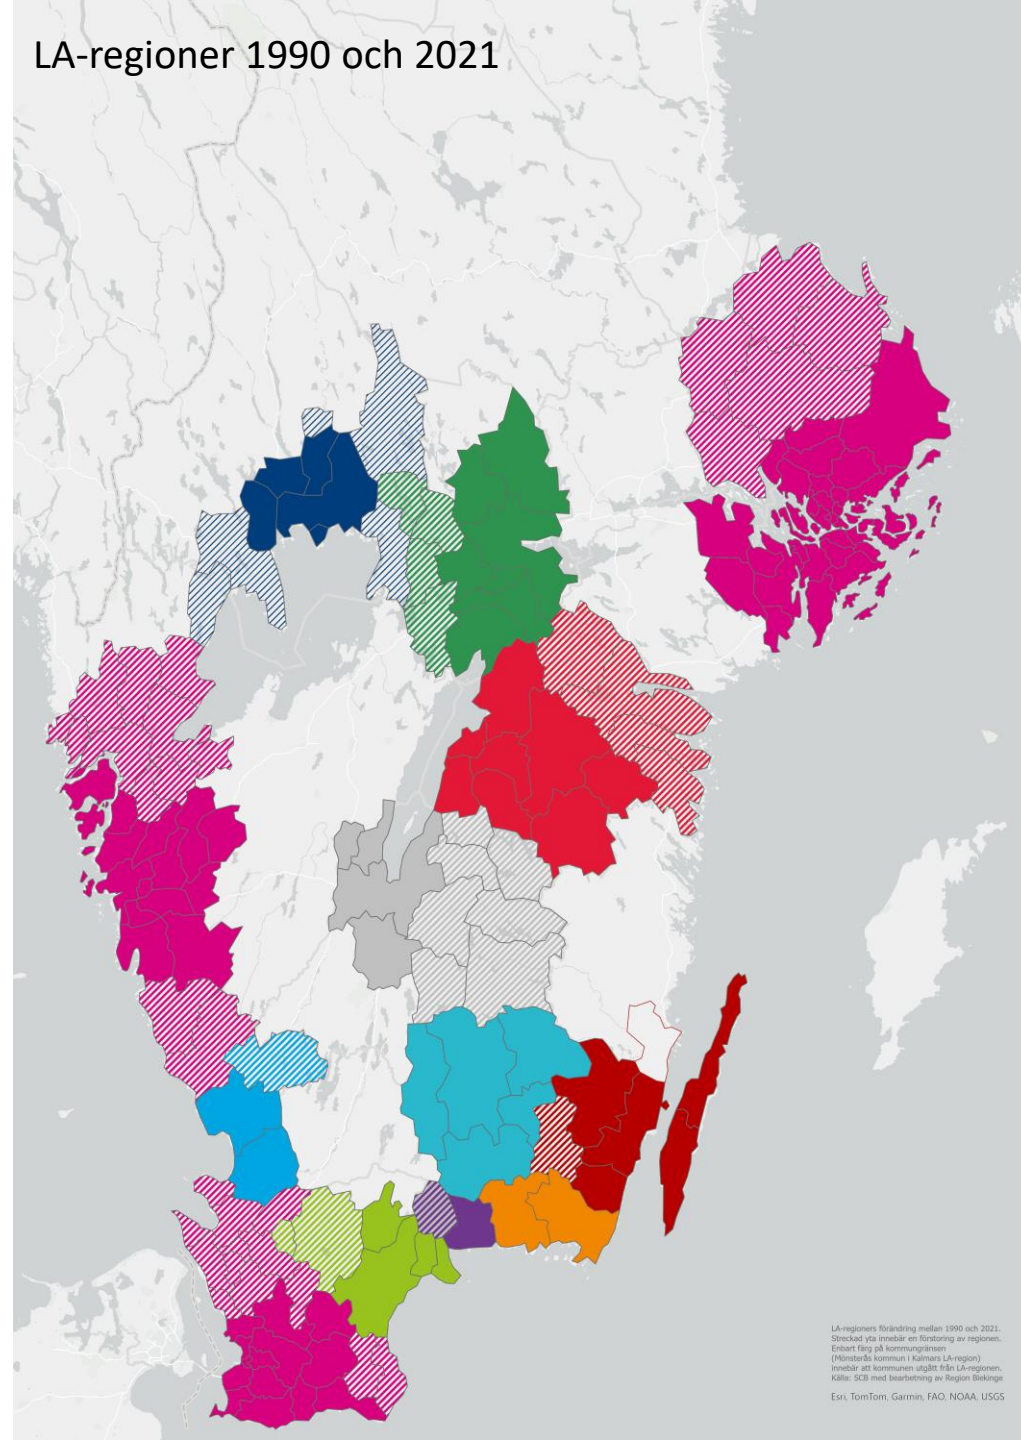 LA-regioner 1990 och 2021
LA-regioners förändring mellan 1990 och 2021.
Streckad yta innebär en förstoring av regionen.
Enbart färg på kommungränsen
(Mönsterås kommun i Kalmars LA-region)
innebär att kommunen utgått från LA-regionen.
Källa: SCB med bearbetning av Region Blekinge
Esri, TomTom, Garmin, FAO, NOAA, USGS